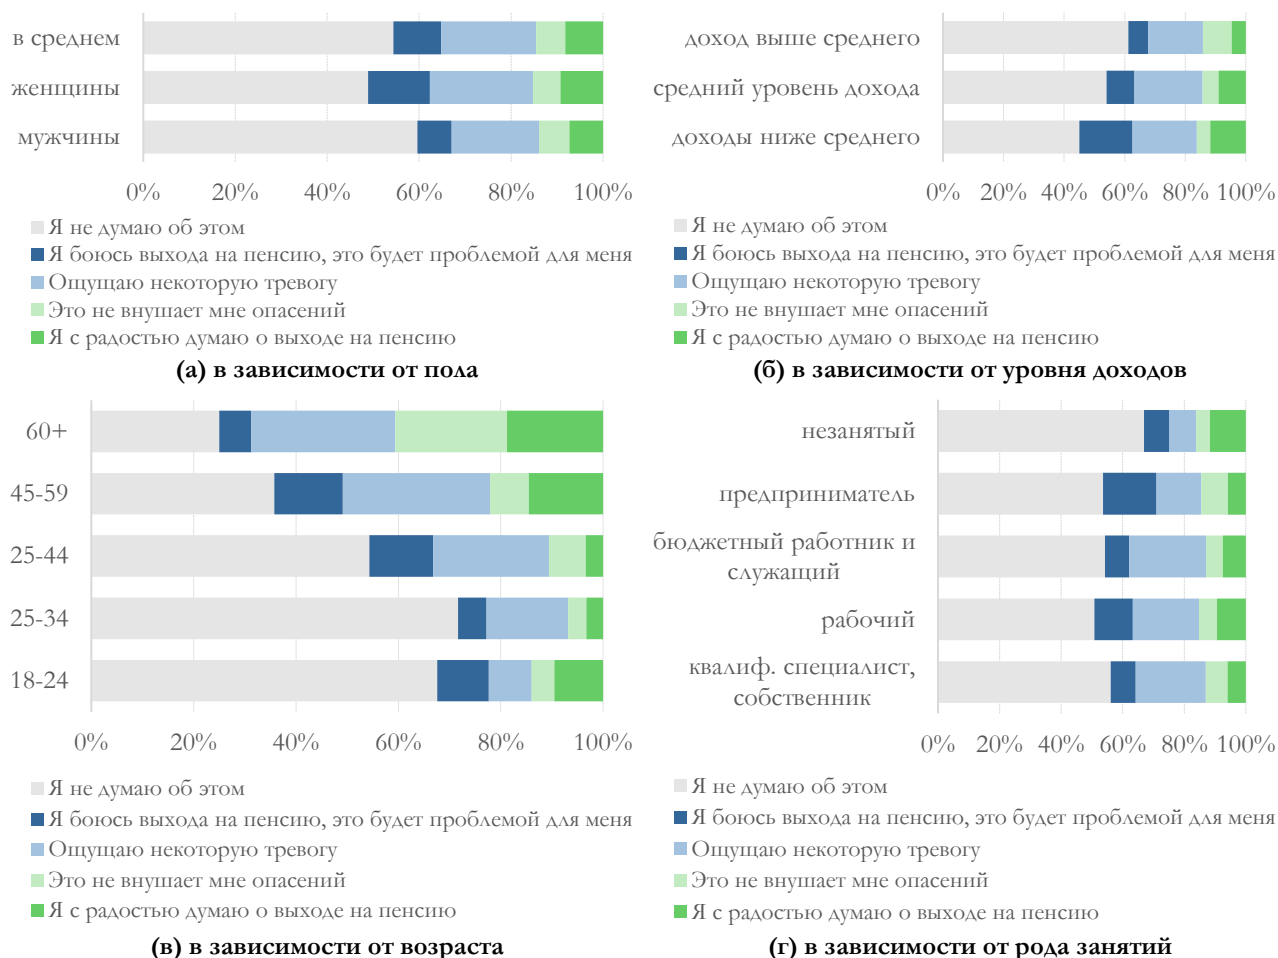 в среднем
женщины
мужчины
0% 20% 40% 60% 80% 100%
Я не думаю об этом
Я боюсь выхода на пенсию, это будет проблемой для меня
Ощущаю некоторую тревогу
Это не внушает мне опасений
Я с радостью думаю о выходе на пенсию
(а) в зависимости от пола
доход выше среднего
средний уровень дохода
доходы ниже среднего
0% 20% 40% 60% 80% 100%
Я не думаю об этом
Я боюсь выхода на пенсию, это будет проблемой для меня
Ощущаю некоторую тревогу
Это не внушает мне опасений
Я с радостью думаю о выходе на пенсию
(б) в зависимости от уровня доходов
60+
45-59
25-44
25-34
18-24
0% 20% 40% 60% 80% 100%
Я не думаю об этом
Я боюсь выхода на пенсию, это будет проблемой для меня
Ощущаю некоторую тревогу
Это не внушает мне опасений
Я с радостью думаю о выходе на пенсию
(в) в зависимости от возраста
незанятый
предприниматель
бюджетный работник и
служащий
рабочий
квалиф. специалист,
собственник
0% 20% 40% 60% 80% 100%
Я не думаю об этом
Я боюсь выхода на пенсию, это будет проблемой для меня
Ощущаю некоторую тревогу
Это не внушает мне опасений
Я с радостью думаю о выходе на пенсию
(г) в зависимости от рода занятий